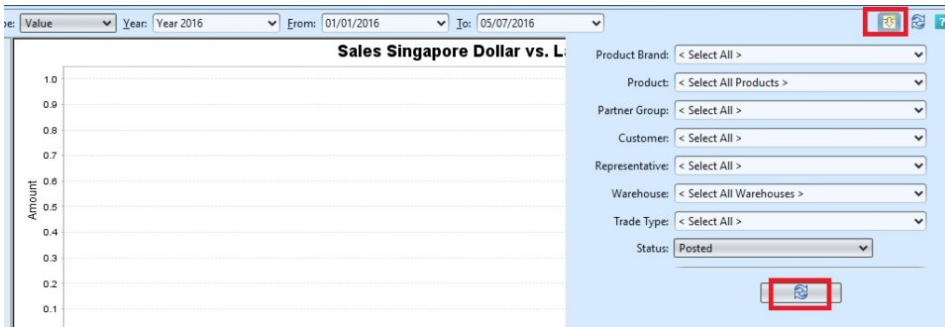 pe: Value Year: Year 2016 From: 01/01/2016 To: 05/07/2016 ?
Sales Singapore Dollar vs. La
Product Brand: < Select All >
Product: < Select All Products >
Partner Group: < Select All >
Customer: < Select All >
Representative: < Select All >
Warehouse: < Select All Warehouses >
Trade Type: < Select All >
Status: Posted
Amount
1.0
0.9
0.8
0.7
0.6
0.5
0.4
0.3
0.2
0.1